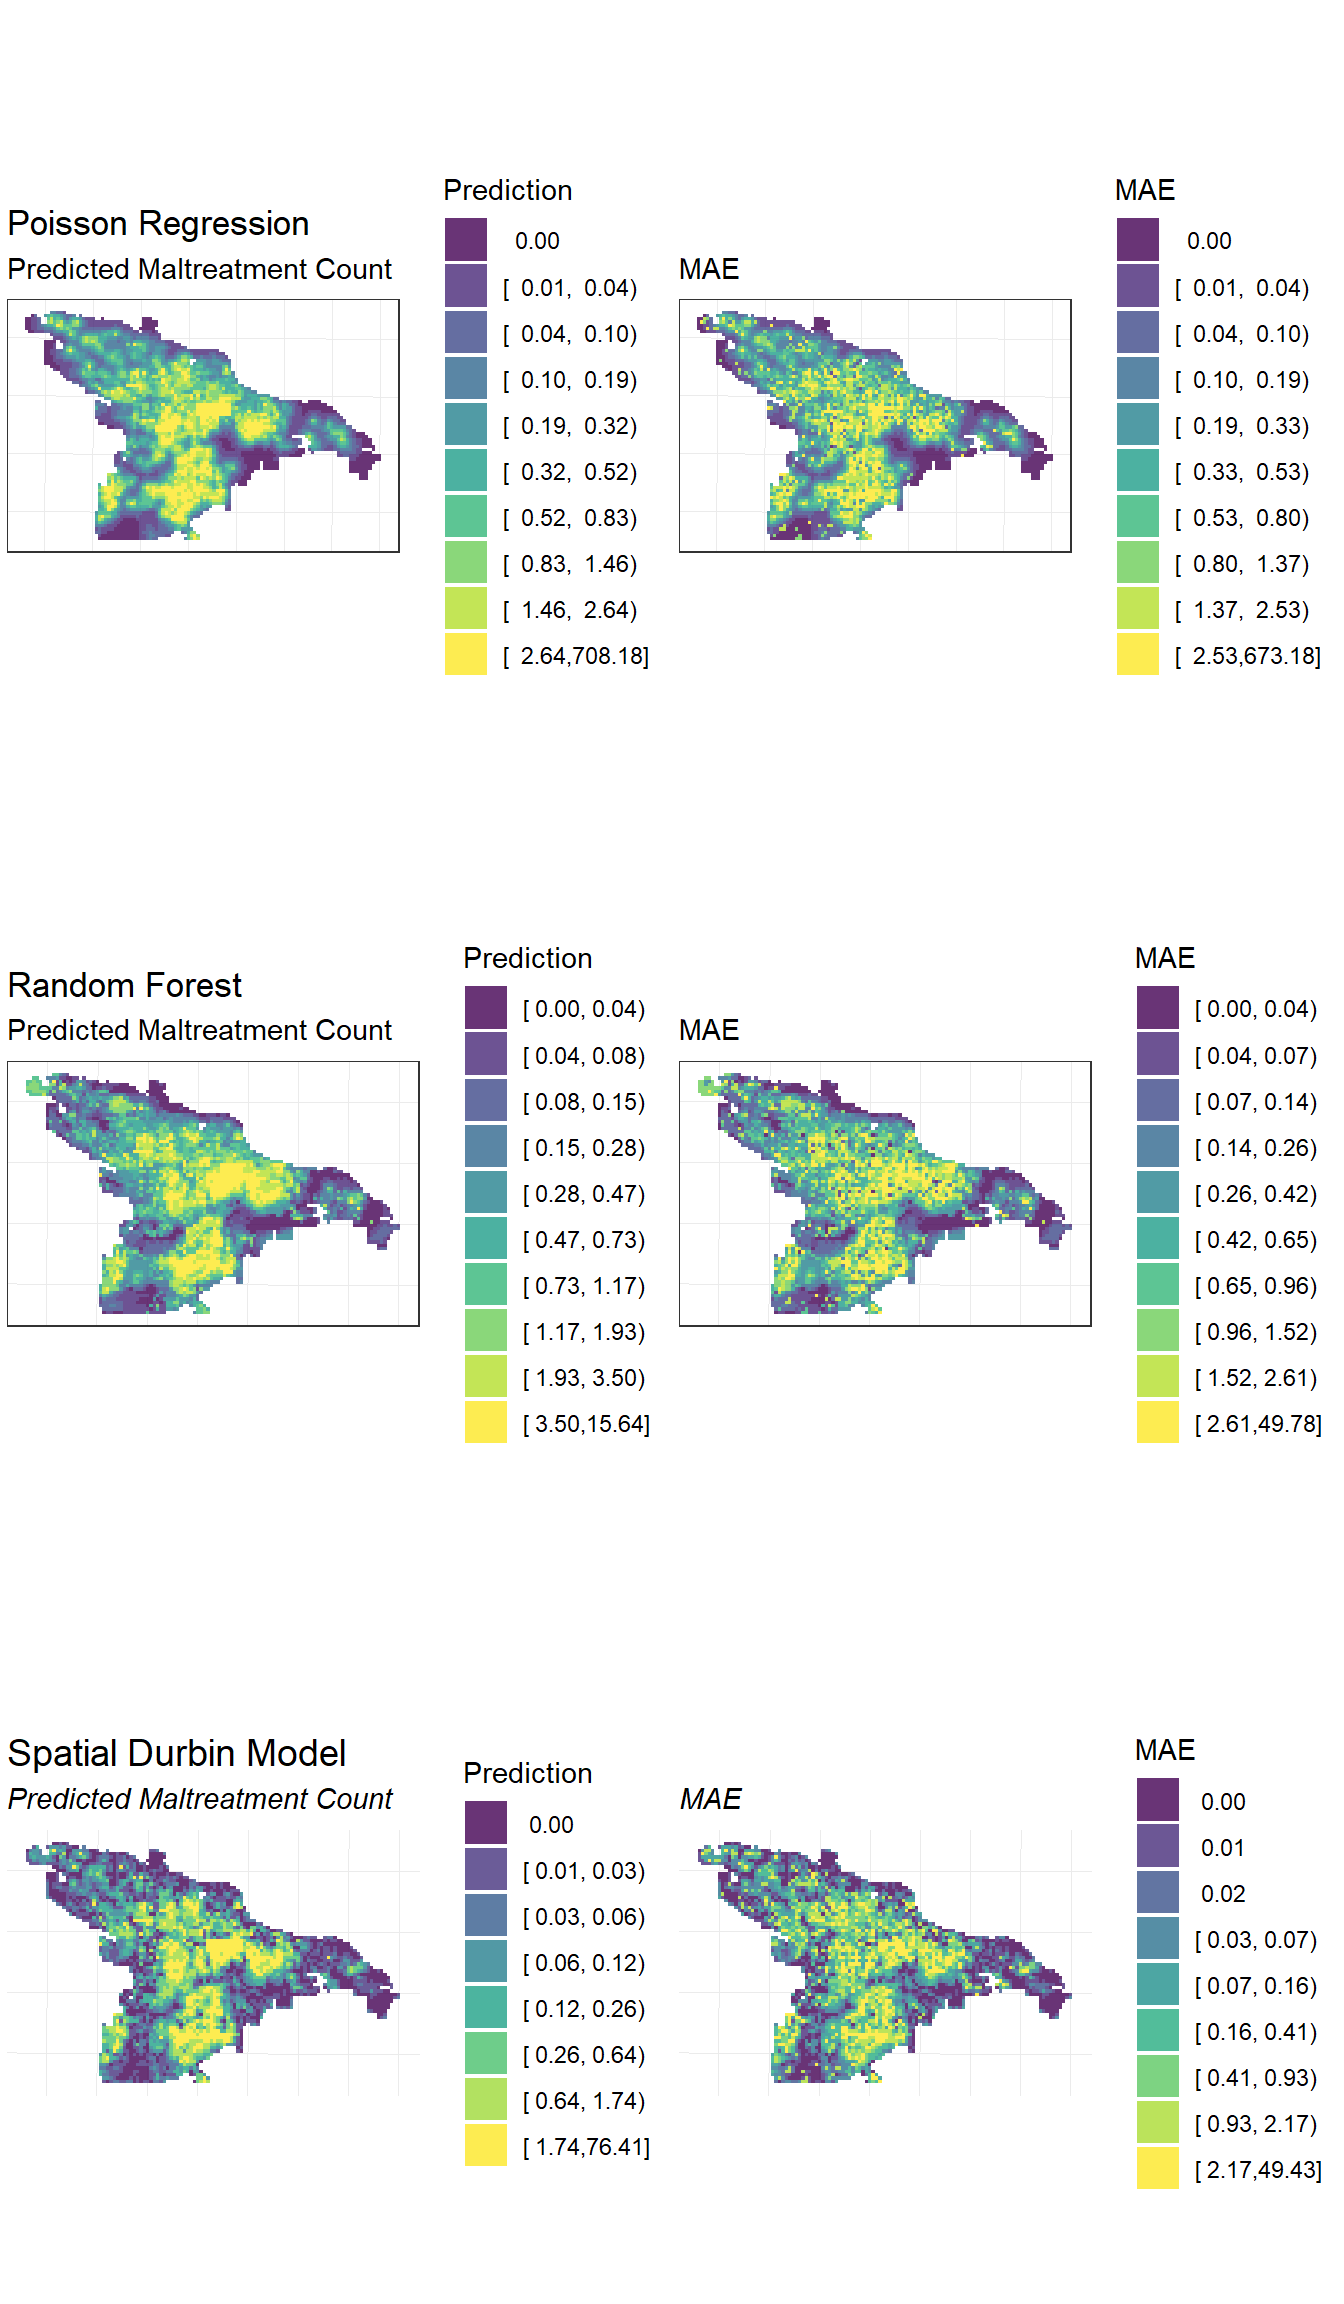 Poisson Regression
Predicted Maltreatment Count
Prediction
0.00
[ 0.01, 0.04)
[ 0.04, 0.10)
[ 0.10, 0.19)
[ 0.19, 0.32)
[ 0.32, 0.52)
[ 0.52, 0.83)
[ 0.83, 1.46)
[ 1.46, 2.64)
[ 2.64,708.18]
MAE
MAE
0.00
[ 0.01, 0.04)
[ 0.04, 0.10)
[ 0.10, 0.19)
[ 0.19, 0.33)
[ 0.33, 0.53)
[ 0.53, 0.80)
[ 0.80, 1.37)
[ 1.37, 2.53)
[ 2.53,673.18]
Random Forest
Predicted Maltreatment Count
Prediction
[ 0.00, 0.04)
[ 0.04, 0.08)
[ 0.08, 0.15)
[ 0.15, 0.28)
[ 0.28, 0.47)
[ 0.47, 0.73)
[ 0.73, 1.17)
[ 1.17, 1.93)
[ 1.93, 3.50)
[ 3.50,15.64]
MAE
MAE
[ 0.00, 0.04)
[ 0.04, 0.07)
[ 0.07, 0.14)
[ 0.14, 0.26)
[ 0.26, 0.42)
[ 0.42, 0.65)
[ 0.65, 0.96)
[ 0.96, 1.52)
[ 1.52, 2.61)
[ 2.61,49.78]
Spatial Durbin Model
Predicted Maltreatment Count
Prediction
0.00
[ 0.01, 0.03)
[ 0.03, 0.06)
[ 0.06, 0.12)
[ 0.12, 0.26)
[ 0.26, 0.64)
[ 0.64, 1.74)
[ 1.74,76.41]
MAE
MAE
0.00
0.01
0.02
[ 0.03, 0.07)
[ 0.07, 0.16)
[ 0.16, 0.41)
[ 0.41, 0.93)
[ 0.93, 2.17)
[ 2.17,49.43]